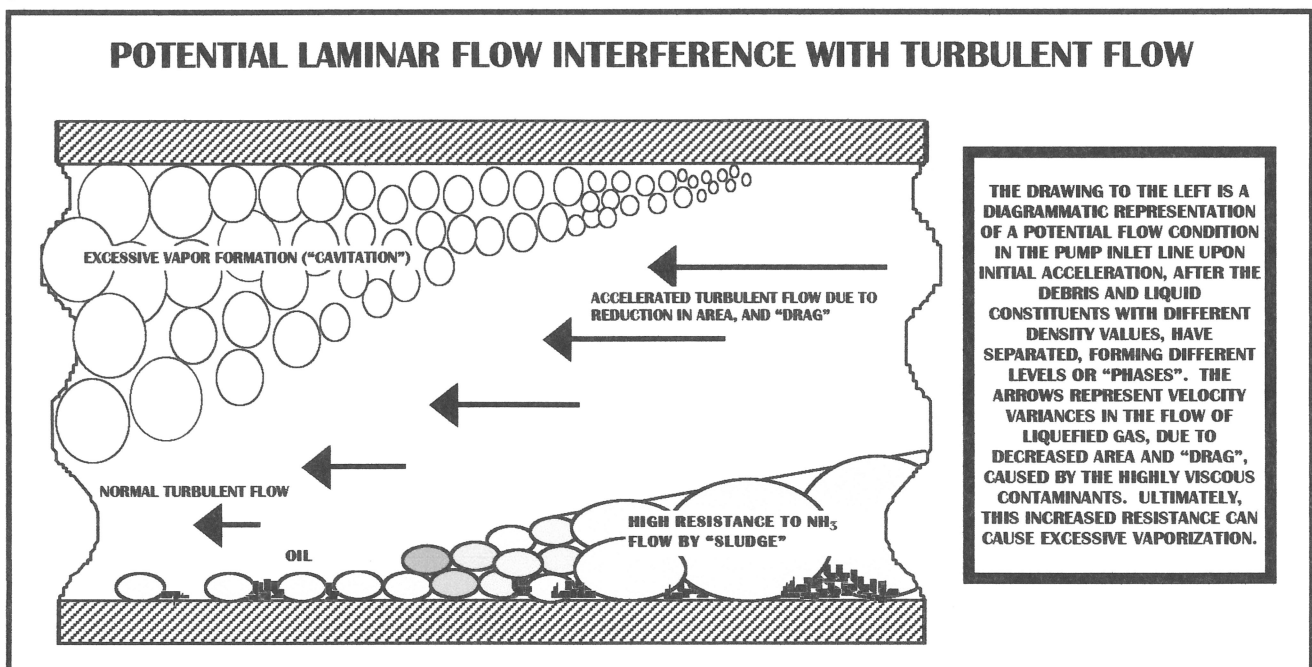 POTENTIAL LAMINAR FLOW INTERFERENCE WITH TURBULENT FLOW
EXCESSIVE VAPOR FORMATION ("CAVITATION")
ACCELERATED TURBULENT FLOW DUE TO
REDUCTION IN AREA, AND "DRAG"
NORMAL TURBULENT FLOW
OIL
HIGH RESISTANCE TO NH₃
FLOW BY "SLUDGE"
THE DRAWING TO THE LEFT IS A
DIAGRAMMATIC REPRESENTATION
OF A POTENTIAL FLOW CONDITION
IN THE PUMP INLET LINE UPON
INITIAL ACCELERATION, AFTER THE
DEBRIS AND LIQUID
CONSTITUENTS WITH DIFFERENT
DENSITY VALUES, HAVE
SEPARATED, FORMING DIFFERENT
LEVELS OR "PHASES". THE
ARROWS REPRESENT VELOCITY
VARIANCES IN THE FLOW OF
LIQUEFIED GAS, DUE TO
DECREASED AREA AND "DRAG",
CAUSED BY THE HIGHLY VISCOUS
CONTAMINANTS. ULTIMATELY,
THIS INCREASED RESISTANCE CAN
CAUSE EXCESSIVE VAPORIZATION.